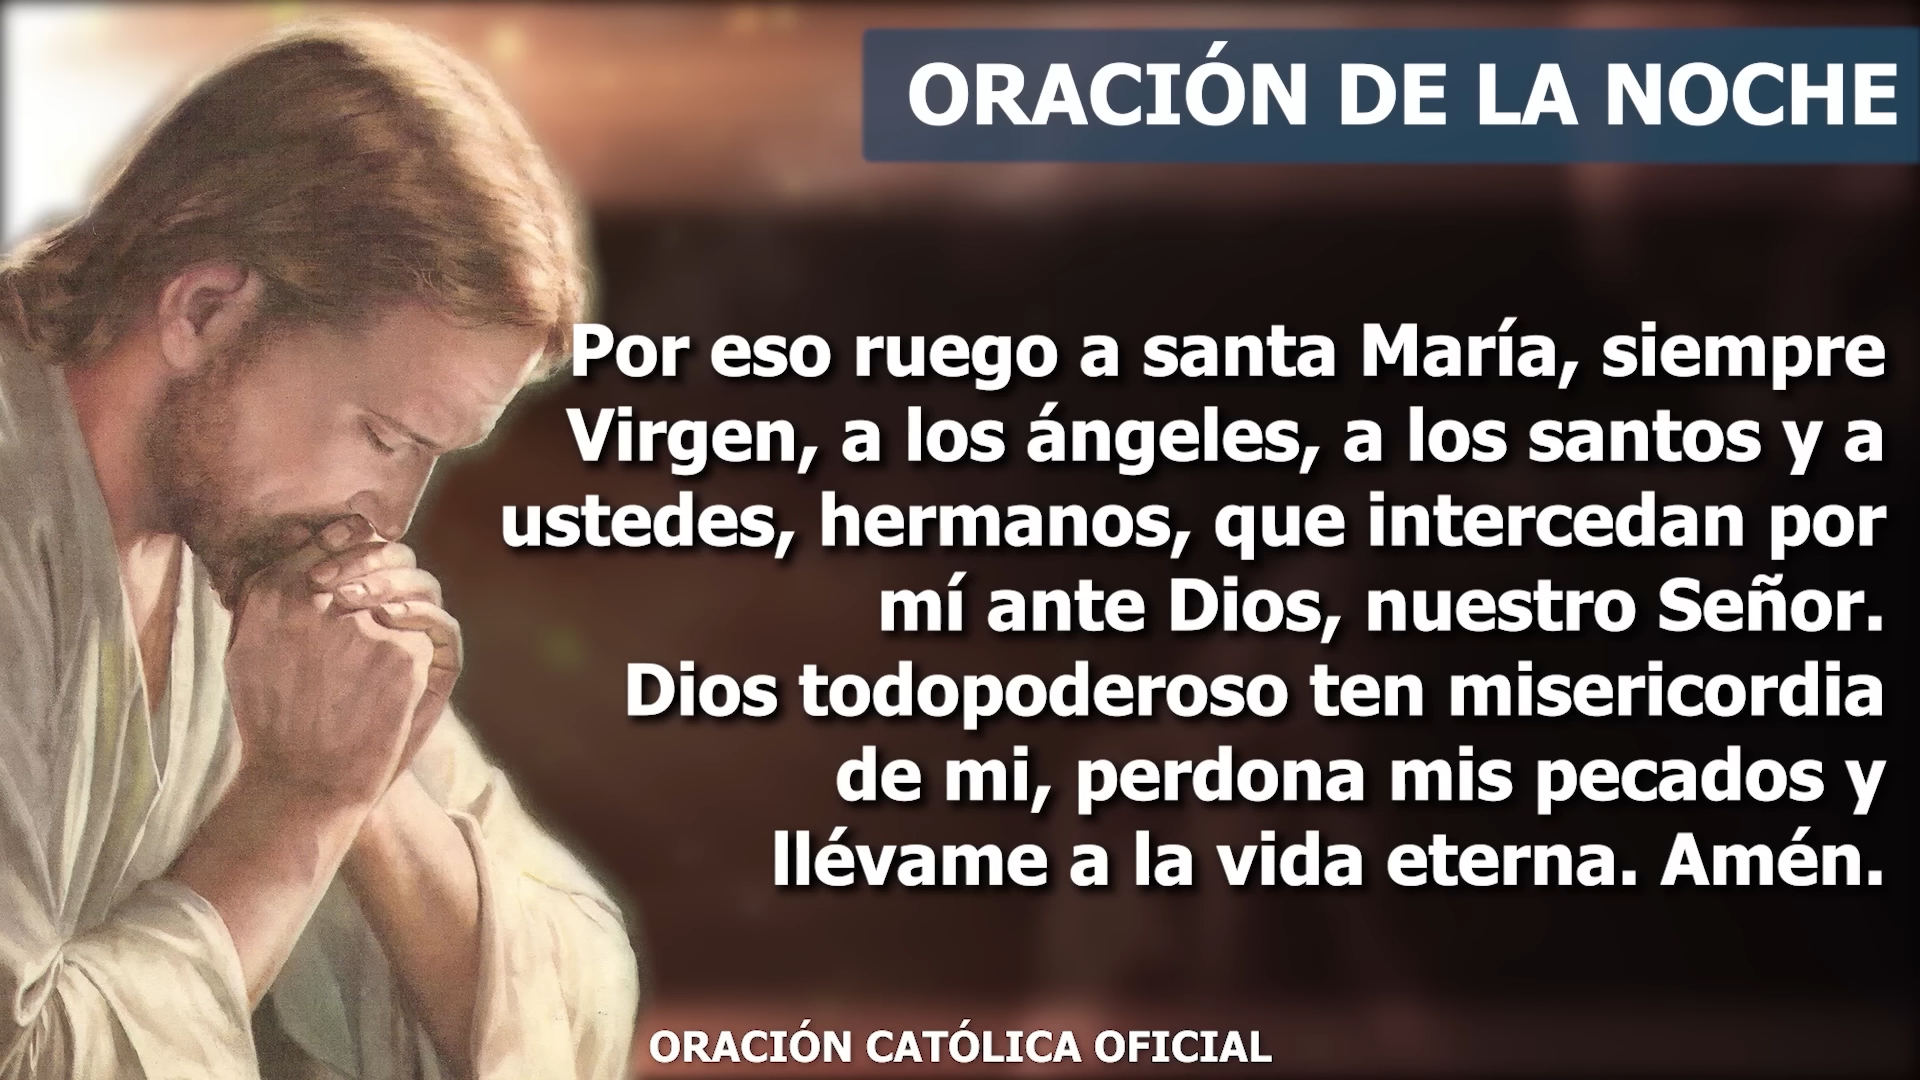 ORACIÓN DE LA NOCHE
Por eso ruego a santa María, siempre
Virgen, a los ángeles, a los santos y a
ustedes, hermanos, que intercedan por
mí ante Dios, nuestro Señor.
Dios todopoderoso ten misericordia
de mi, perdona mis pecados y
llévame a la vida eterna. Amén.
ORACIÓN CATÓLICA OFICIAL